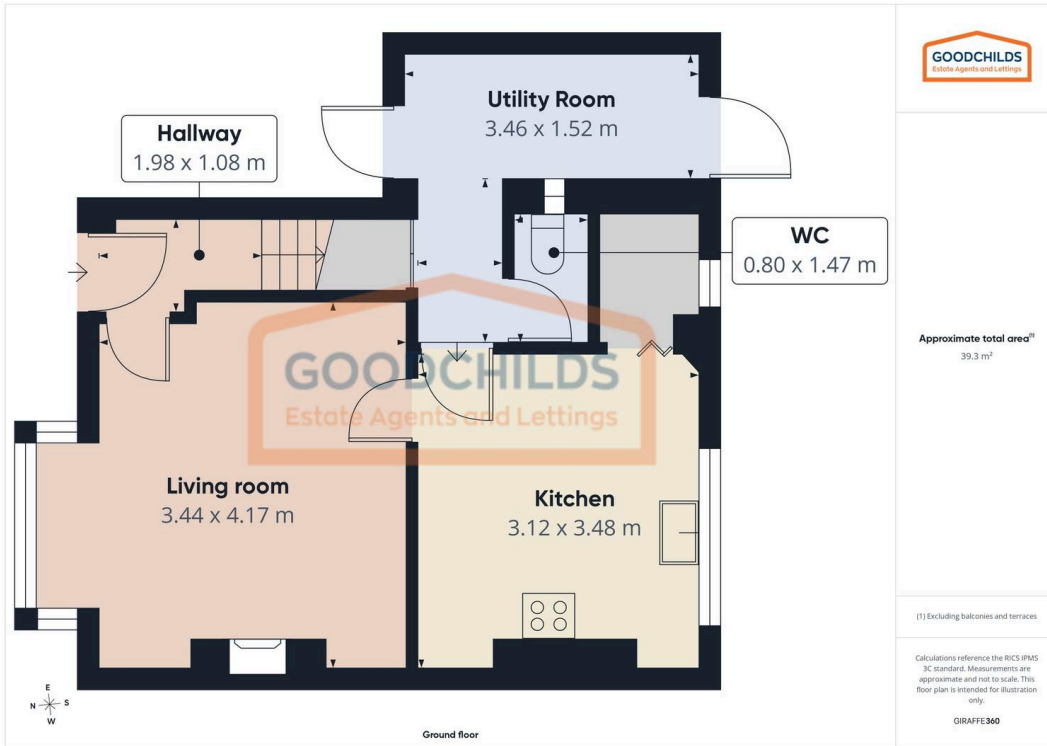 Utility Room
3.46 x 1.52 m
Hallway
1.98 x 1.08 m
WC
0.80 x 1.47 m
GOODCHILDS
Estate Agents and Lettings
Living room
3.44 x 4.17 m
Kitchen
3.12 x 3.48 m
E
N
S
W
Ground floor
GOODCHILDS
Estate Agents and Lettings
Approximate total area⁽¹⁾
39.3 m²
(1) Excluding balconies and terraces
Calculations reference the RICS IPMS
3C standard. Measurements are
approximate and not to scale. This
floor plan is intended for illustration
only.
GIRAFFE360